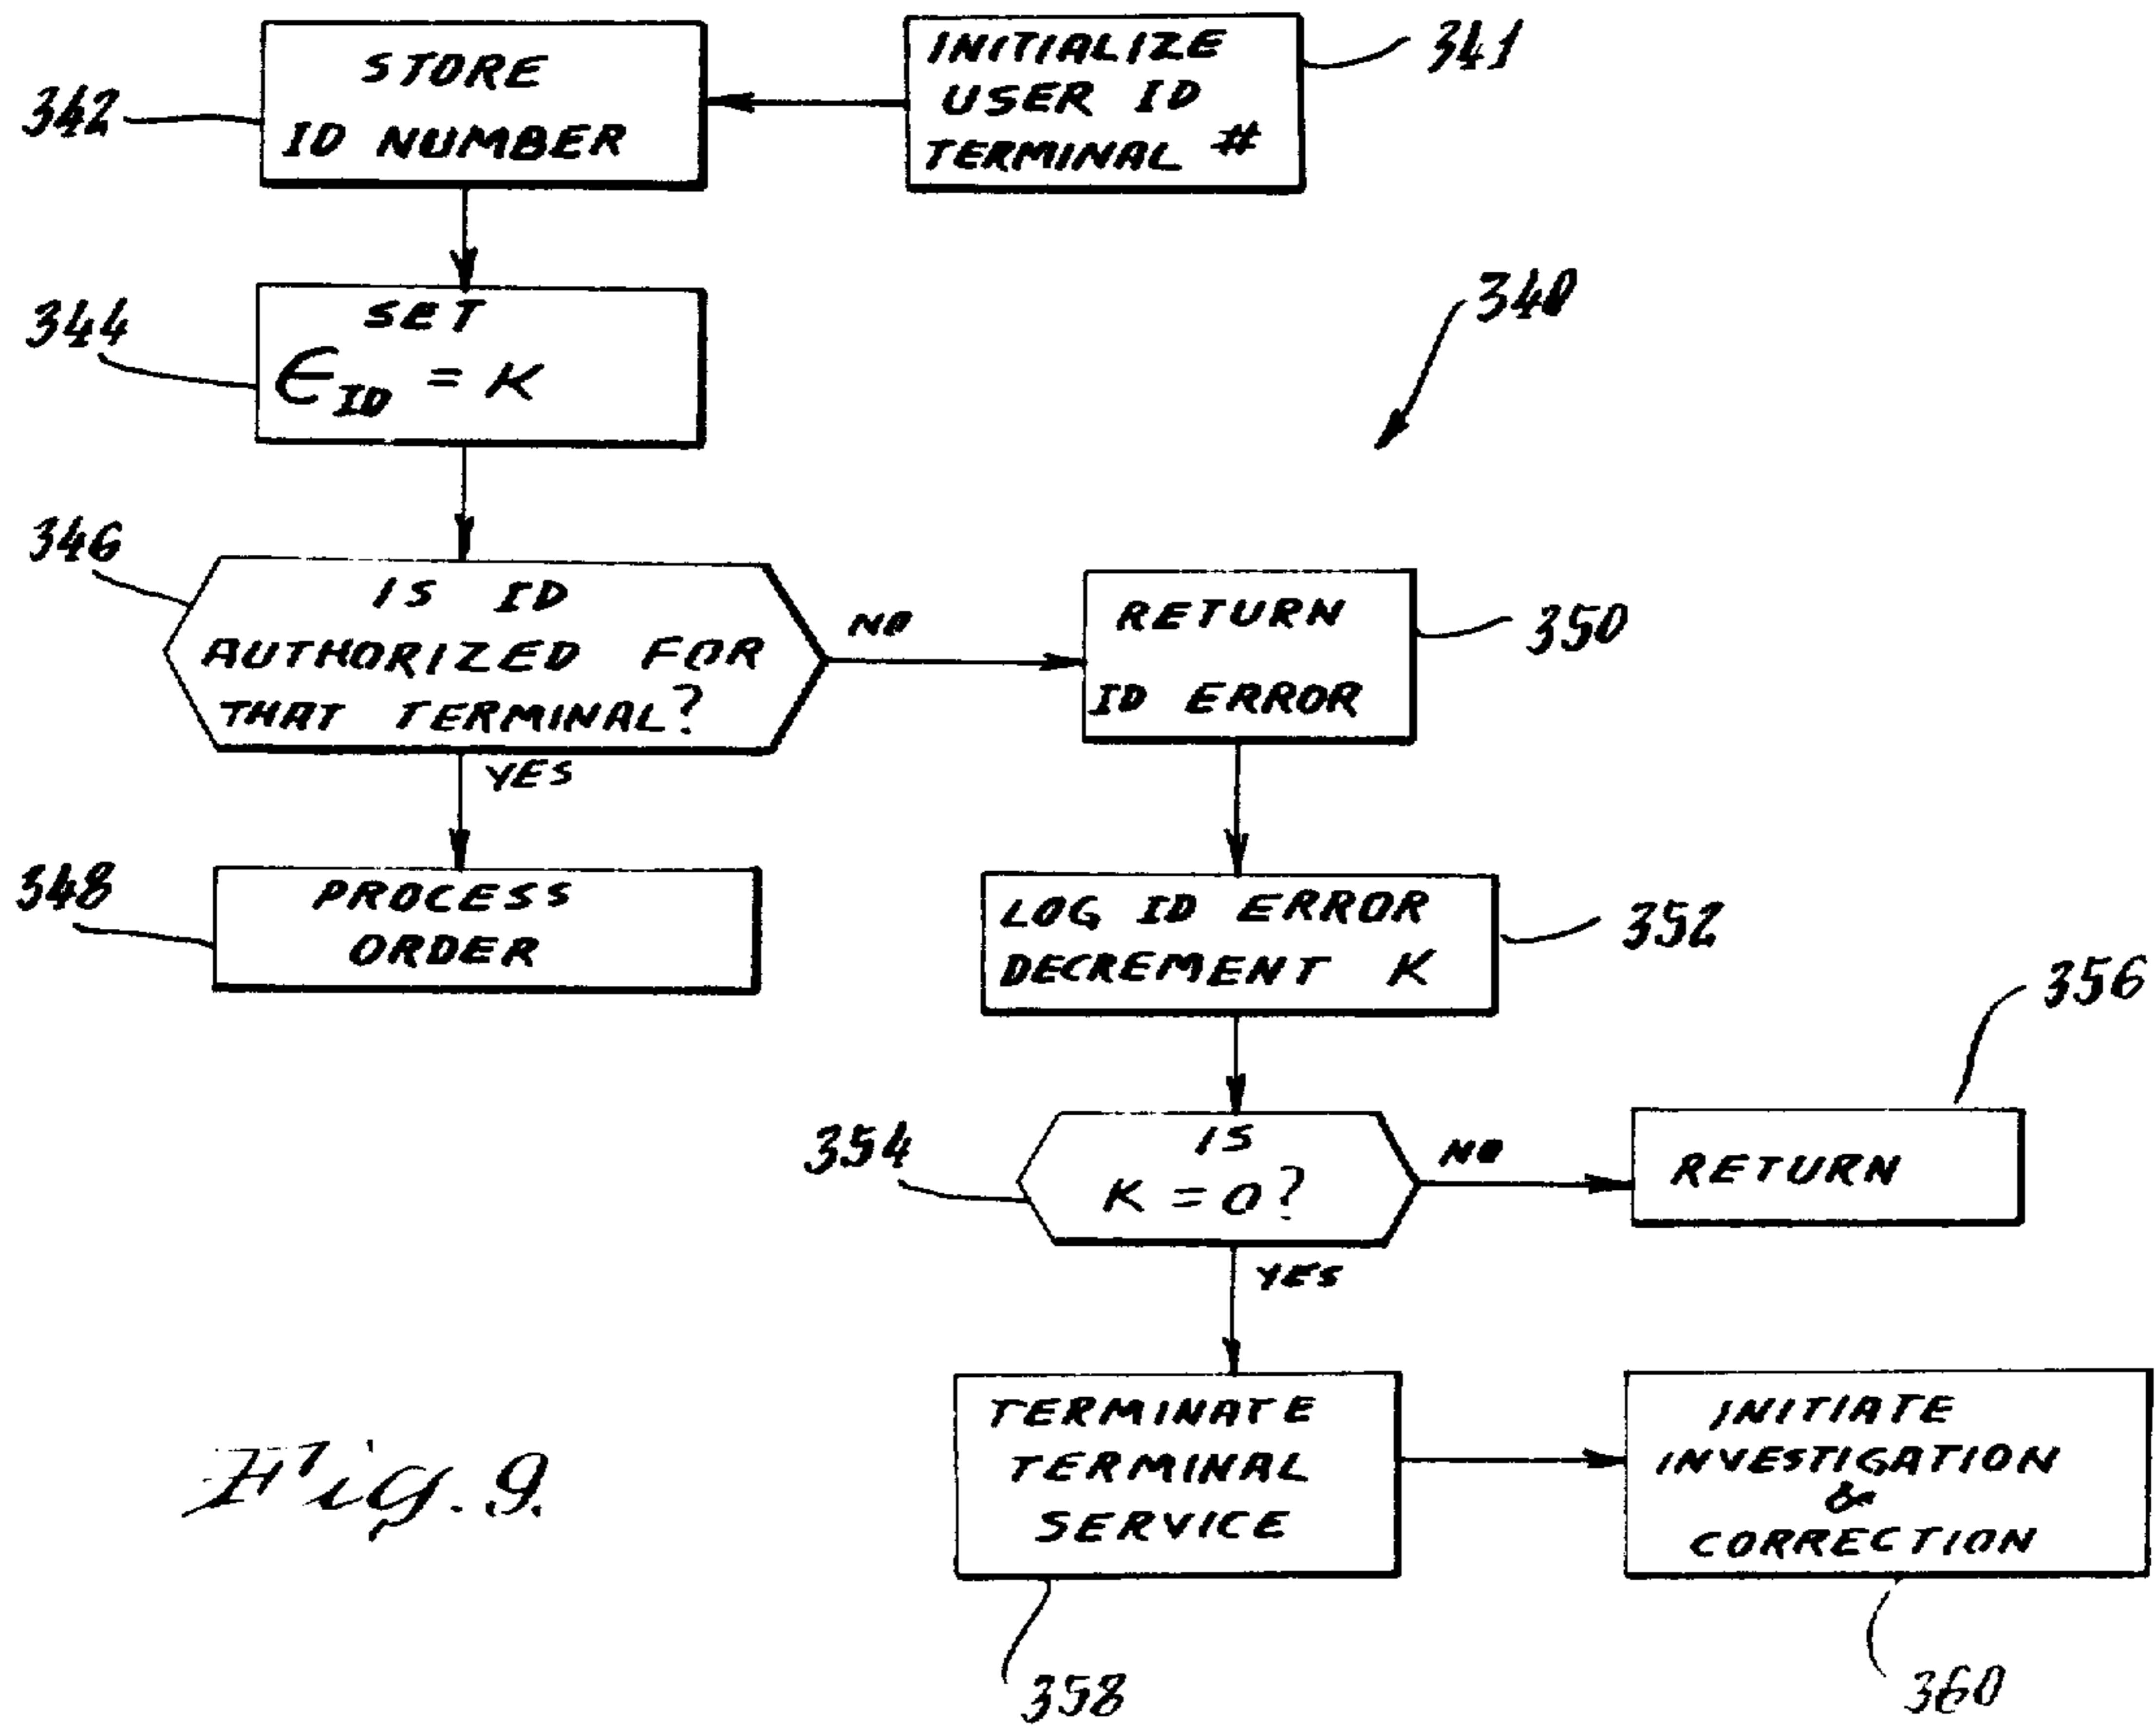 STORE
ID NUMBER
342
INITIALIZE
USER ID
TERMINAL #
341
SET
ϵID = K
344
340
346
IS ID
AUTHORIZED FOR
THAT TERMINAL?
NO
YES
RETURN
ID ERROR
350
348
PROCESS
ORDER
LOG ID ERROR
DECREMENT K
352
356
354
IS
K = 0?
NO
RETURN
YES
TERMINATE
TERMINAL
SERVICE
INITIATE
INVESTIGATION
&
CORRECTION
Fig. 9.
358
360